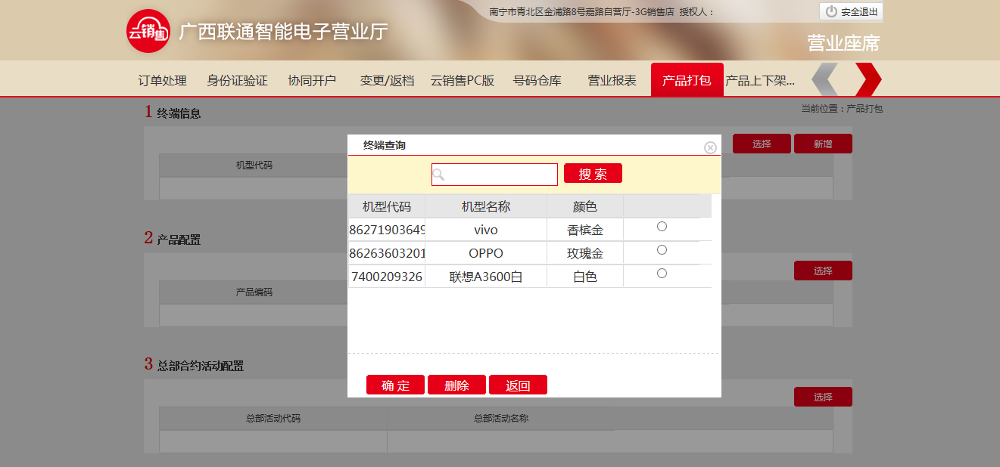 南宁市青北区金浦路8号嘉路自营厅-3G销售店 授权人：
安全退出
云销售
广西联通智能电子营业厅
营业座席
订单处理 身份证验证 协同开户 变更/返档 云销售PC版 号码仓库 营业报表 产品打包 产品上下架...
当前位置：产品打包
1 终端信息
选择 新增
机型代码
终端查询
搜 索
机型代码 机型名称 颜色
86271903649 vivo 香槟金
86263603201 OPPO 玫瑰金
7400209326 联想A3600白 白色
确 定 删除 返回
2 产品配置
选择
产品编码
3 总部合约活动配置
选择
总部活动代码 总部活动名称